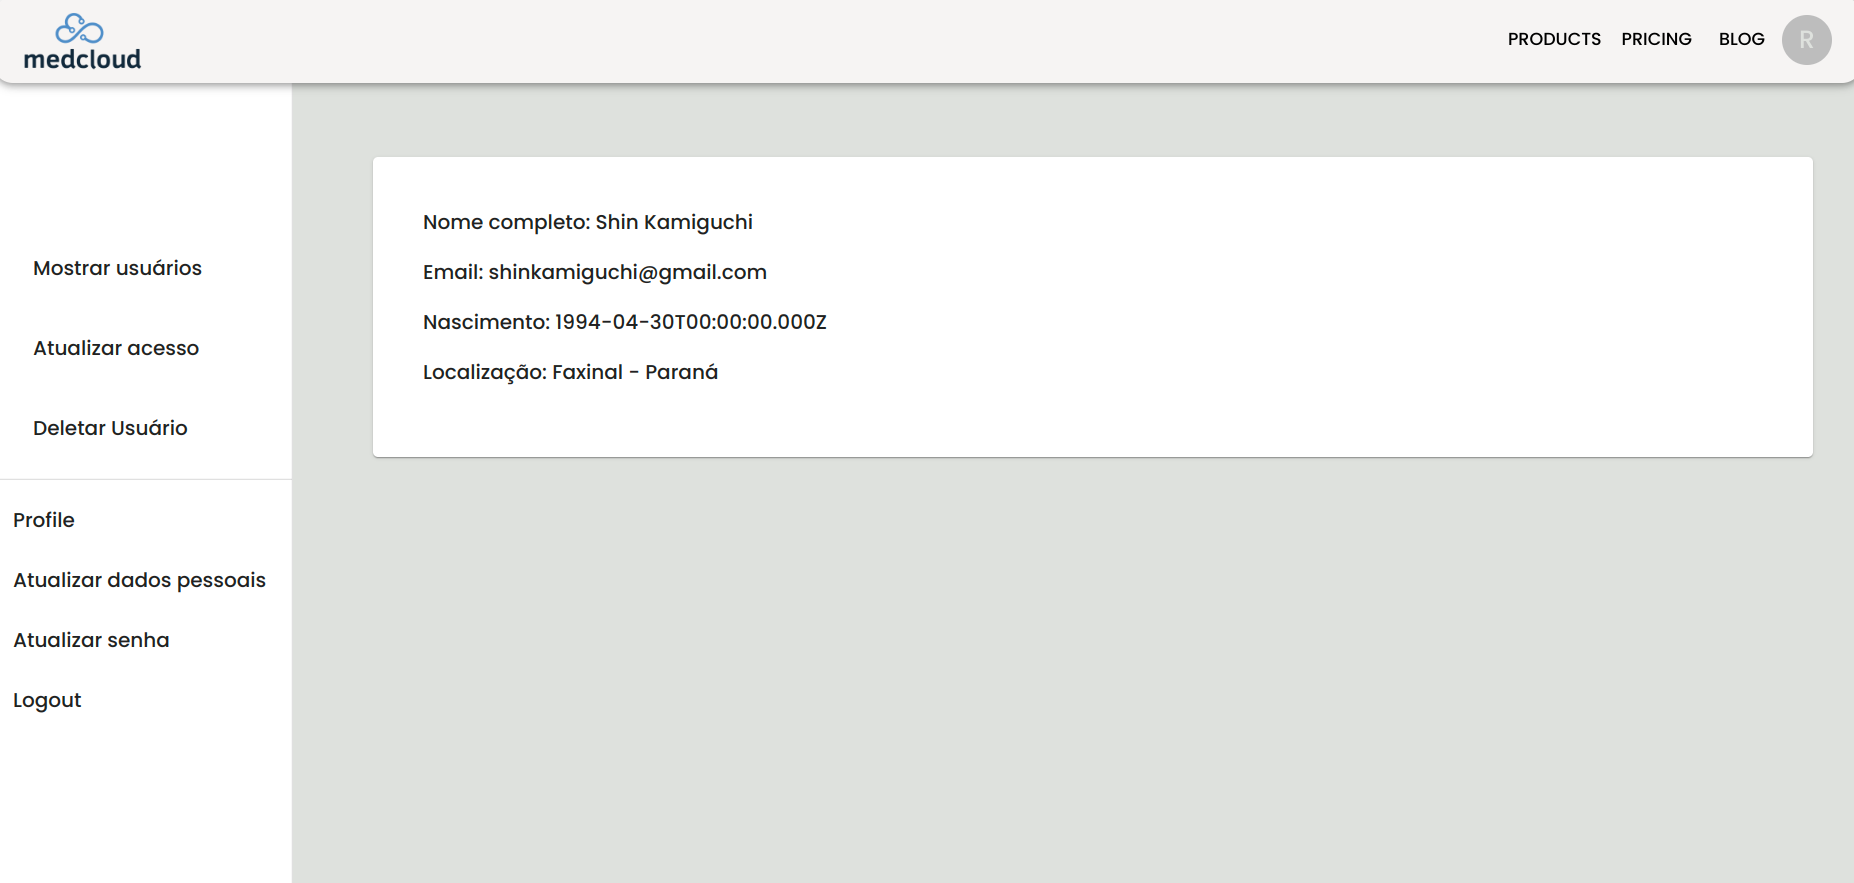 medcloud
PRODUCTS PRICING BLOG R
Mostrar usuários
Atualizar acesso
Deletar Usuário
Profile
Atualizar dados pessoais
Atualizar senha
Logout
Nome completo: Shin Kamiguchi
Email: shinkamiguchi@gmail.com
Nascimento: 1994-04-30T00:00:00.000Z
Localização: Faxinal - Paraná